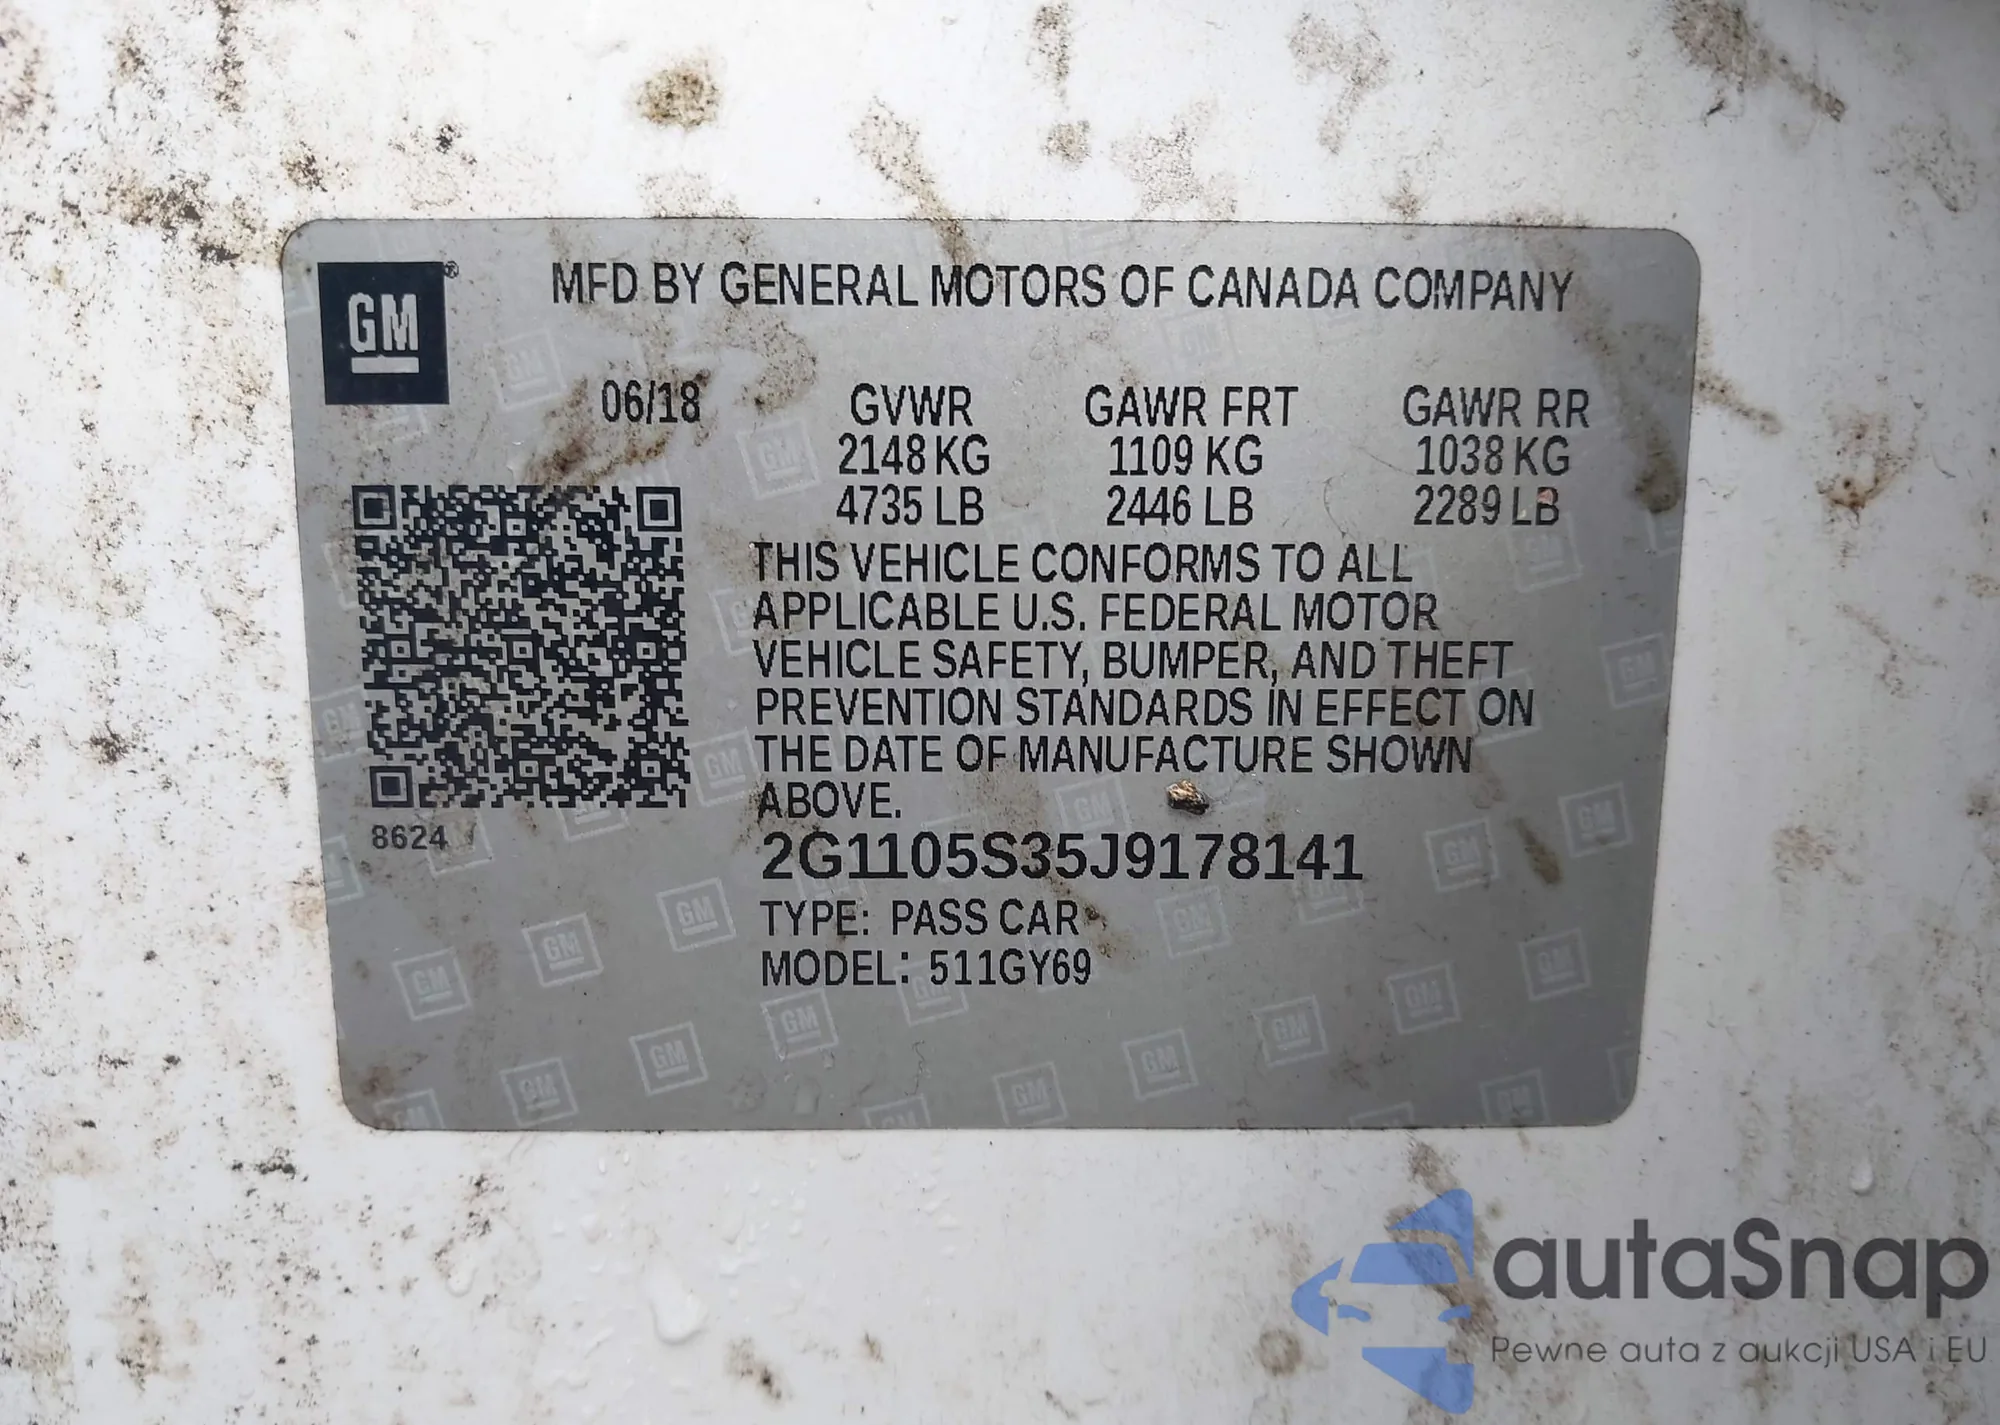 GM®
MFD BY GENERAL MOTORS OF CANADA COMPANY
06/18 GVWR GAWR FRT GAWR RR
2148 KG 1109 KG 1038 KG
4735 LB 2446 LB 2289 LB
THIS VEHICLE CONFORMS TO ALL
APPLICABLE U.S. FEDERAL MOTOR
VEHICLE SAFETY, BUMPER, AND THEFT
PREVENTION STANDARDS IN EFFECT ON
THE DATE OF MANUFACTURE SHOWN
ABOVE.
8624
2G1105S35J9178141
TYPE: PASS CAR
MODEL: 511GY69
autaSnap
Pewne auta z aukcji USA i EU